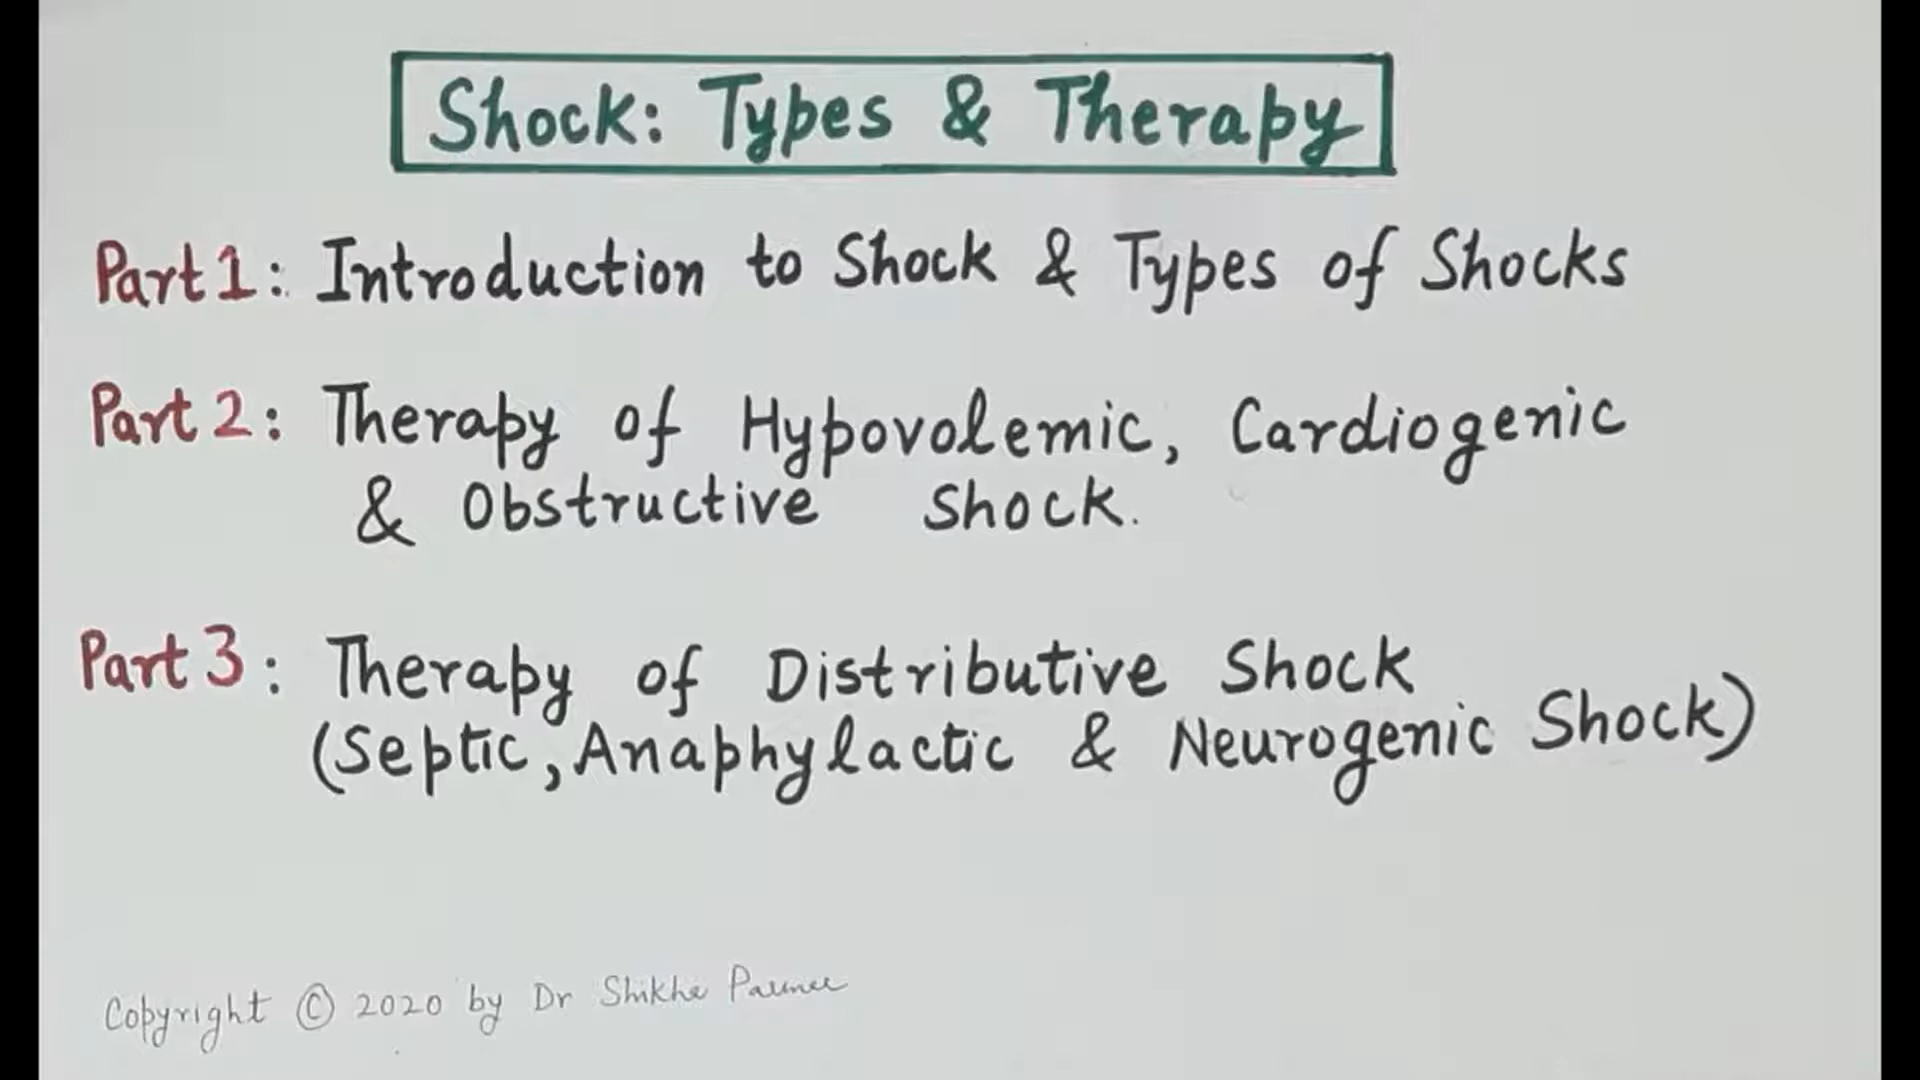 Shock: Types & Therapy
Part 1: Introduction to Shock & Types of Shocks
Part 2: Therapy of Hypovolemic, Cardiogenic
& Obstructive Shock.
Part 3: Therapy of Distributive Shock
(Septic, Anaphylactic & Neurogenic Shock)
Copyright © 2020 by Dr Shikha